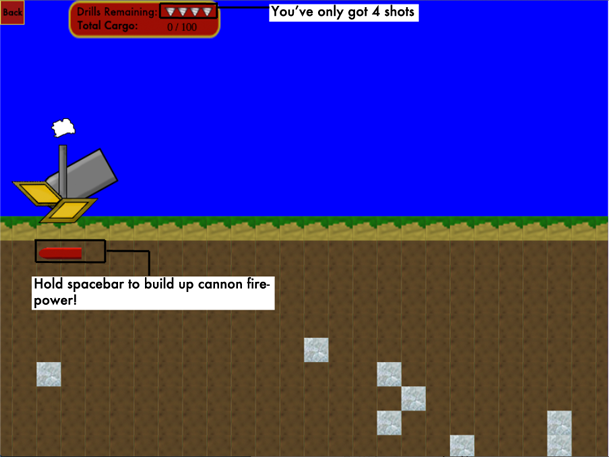 Back
Drills Remaining:
You've only got 4 shots
Total Cargo: 0 / 100
Hold spacebar to build up cannon fire-
power!